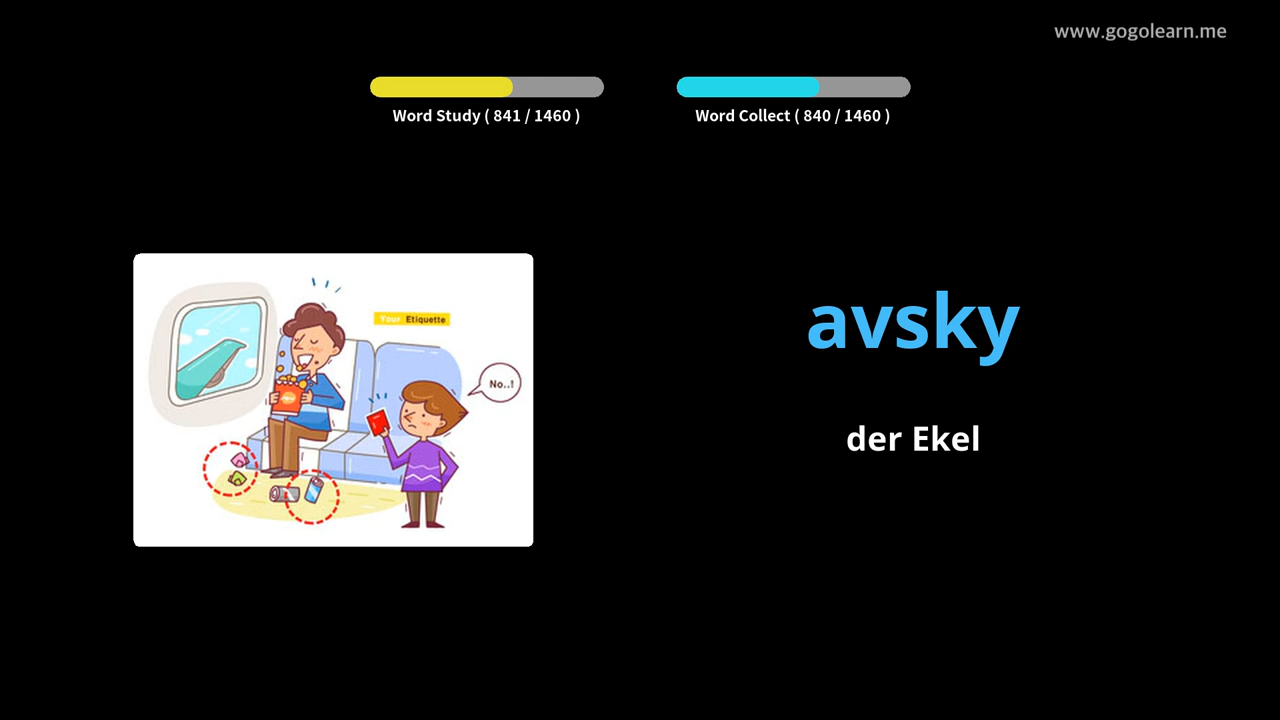 www.gogolearn.me
Word Study ( 841 / 1460 )
Word Collect ( 840 / 1460 )
Your Etiquette
No..!
avsky
der Ekel